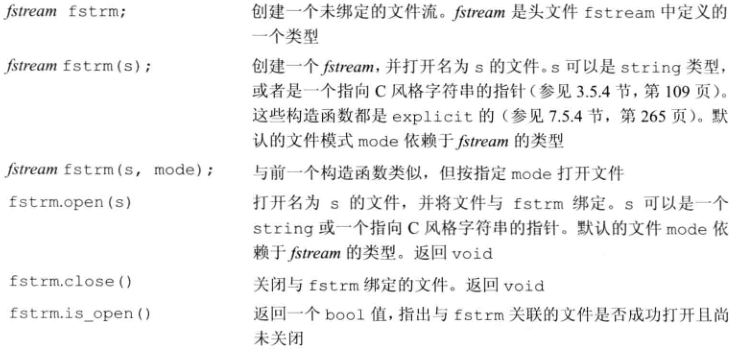 fstream fstrm; 创建一个未绑定的文件流。fstream 是头文件 fstream 中定义的
一个类型
fstream fstrm(s); 创建一个 fstream,并打开名为 s 的文件。s 可以是 string 类型,
或者是一个指向 C 风格字符串的指针(参见 3.5.4 节,第 109 页)。
这些构造函数都是 explicit 的(参见 7.5.4 节,第 265 页)。默
认的文件模式 mode 依赖于 fstream 的类型
fstream fstrm(s, mode); 与前一个构造函数类似,但按指定 mode 打开文件
fstrm.open(s) 打开名为 s 的文件,并将文件与 fstrm 绑定。s 可以是一个
string 或一个指向 C 风格字符串的指针。默认的文件 mode 依
赖于 fstream 的类型。返回 void
fstrm.close() 关闭与 fstrm 绑定的文件。返回 void
fstrm.is_open() 返回一个 bool 值,指出与 fstrm 关联的文件是否成功打开且尚
未关闭